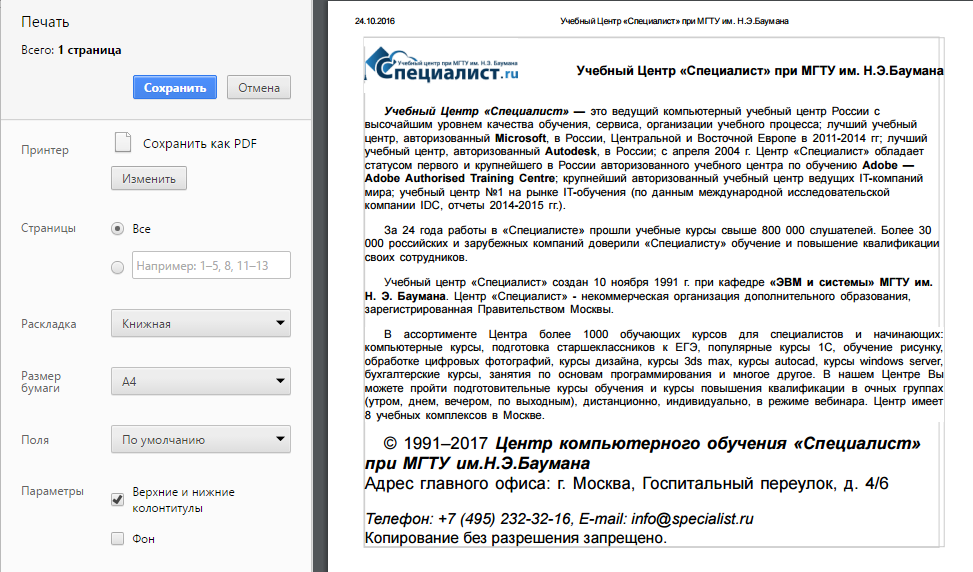 Печать
Всего: 1 страница
Сохранить
Отмена
Принтер
Сохранить как PDF
Изменить
Страницы
Все
Например: 1–5, 8, 11–13
Раскладка
Книжная
Размер
бумаги
A4
Поля
По умолчанию
Параметры
Верхние и нижние
колонтитулы
Фон
24.10.2016
Учебный Центр «Специалист» при МГТУ им. Н.Э.Баумана
Учебный центр при МГТУ им. Н.Э. Баумана
Специалист.ru
Учебный Центр «Специалист» при МГТУ им. Н.Э.Баумана
Учебный Центр «Специалист» — это ведущий компьютерный учебный центр России с
высочайшим уровнем качества обучения, сервиса, организации учебного процесса; лучший учебный
центр, авторизованный Microsoft, в России, Центральной и Восточной Европе в 2011-2014 гг; лучший
учебный центр, авторизованный Autodesk, в России; с апреля 2004 г. Центр «Специалист» обладает
статусом первого и крупнейшего в России авторизованного учебного центра по обучению Adobe —
Adobe Authorised Training Centre; крупнейший авторизованный учебный центр ведущих IT-компаний
мира; учебный центр №1 на рынке IT-обучения (по данным международной исследовательской
компании IDC, отчеты 2014-2015 гг.).
За 24 года работы в «Специалисте» прошли учебные курсы свыше 800 000 слушателей. Более 30
000 российских и зарубежных компаний доверили «Специалисту» обучение и повышение квалификации
своих сотрудников.
Учебный центр «Специалист» создан 10 ноября 1991 г. при кафедре «ЭВМ и системы» МГТУ им.
Н. Э. Баумана. Центр «Специалист» - некоммерческая организация дополнительного образования,
зарегистрированная Правительством Москвы.
В ассортименте Центра более 1000 обучающих курсов для специалистов и начинающих:
компьютерные курсы, подготовка старшеклассников к ЕГЭ, популярные курсы 1С, обучение рисунку,
обработке цифровых фотографий, курсы дизайна, курсы 3ds max, курсы autocad, курсы windows server,
бухгалтерские курсы, занятия по основам программирования и многое другое. В нашем Центре Вы
можете пройти подготовительные курсы обучения и курсы повышения квалификации в очных группах
(утром, днем, вечером, по выходным), дистанционно, индивидуально, в режиме вебинара. Центр имеет
8 учебных комплексов в Москве.
© 1991–2017 Центр компьютерного обучения «Специалист»
при МГТУ им.Н.Э.Баумана
Адрес главного офиса: г. Москва, Госпитальный переулок, д. 4/6
Телефон: +7 (495) 232-32-16, E-mail: info@specialist.ru
Копирование без разрешения запрещено.